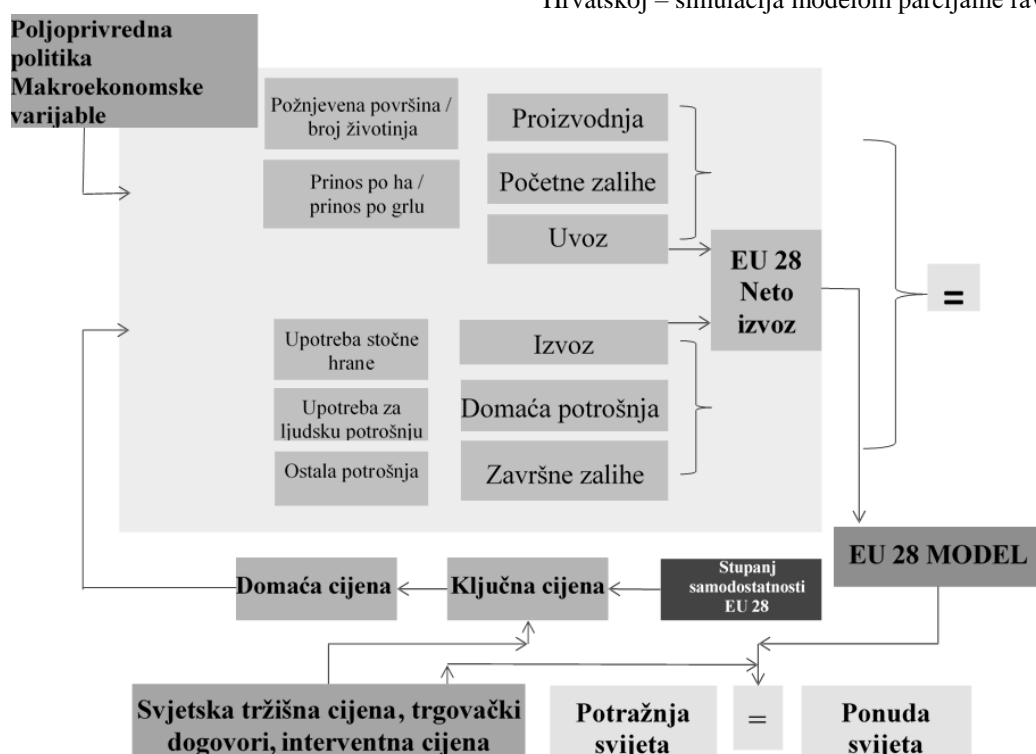 Hrvatskoj – simulacija modelom parcijalne
Poljoprivredna
politika
Makroekonomske
varijable
Požnjevena površina /
broj životinja
Prinos po ha /
prinos po grlu
Proizvodnja
Početne zalihe
Uvoz
EU 28
Neto
izvoz
=
Upotreba stočne
hrane
Upotreba za
ljudsku potrošnju
Ostala potrošnja
Izvoz
Domaća potrošnja
Završne zalihe
EU 28 MODEL
Domaća cijena
Ključna cijena
Stupanj
samodostatnosti
EU 28
Svjetska tržišna cijena, trgovački
dogovori, interventna cijena
Potražnja
svijeta
=
Ponuda
svijeta